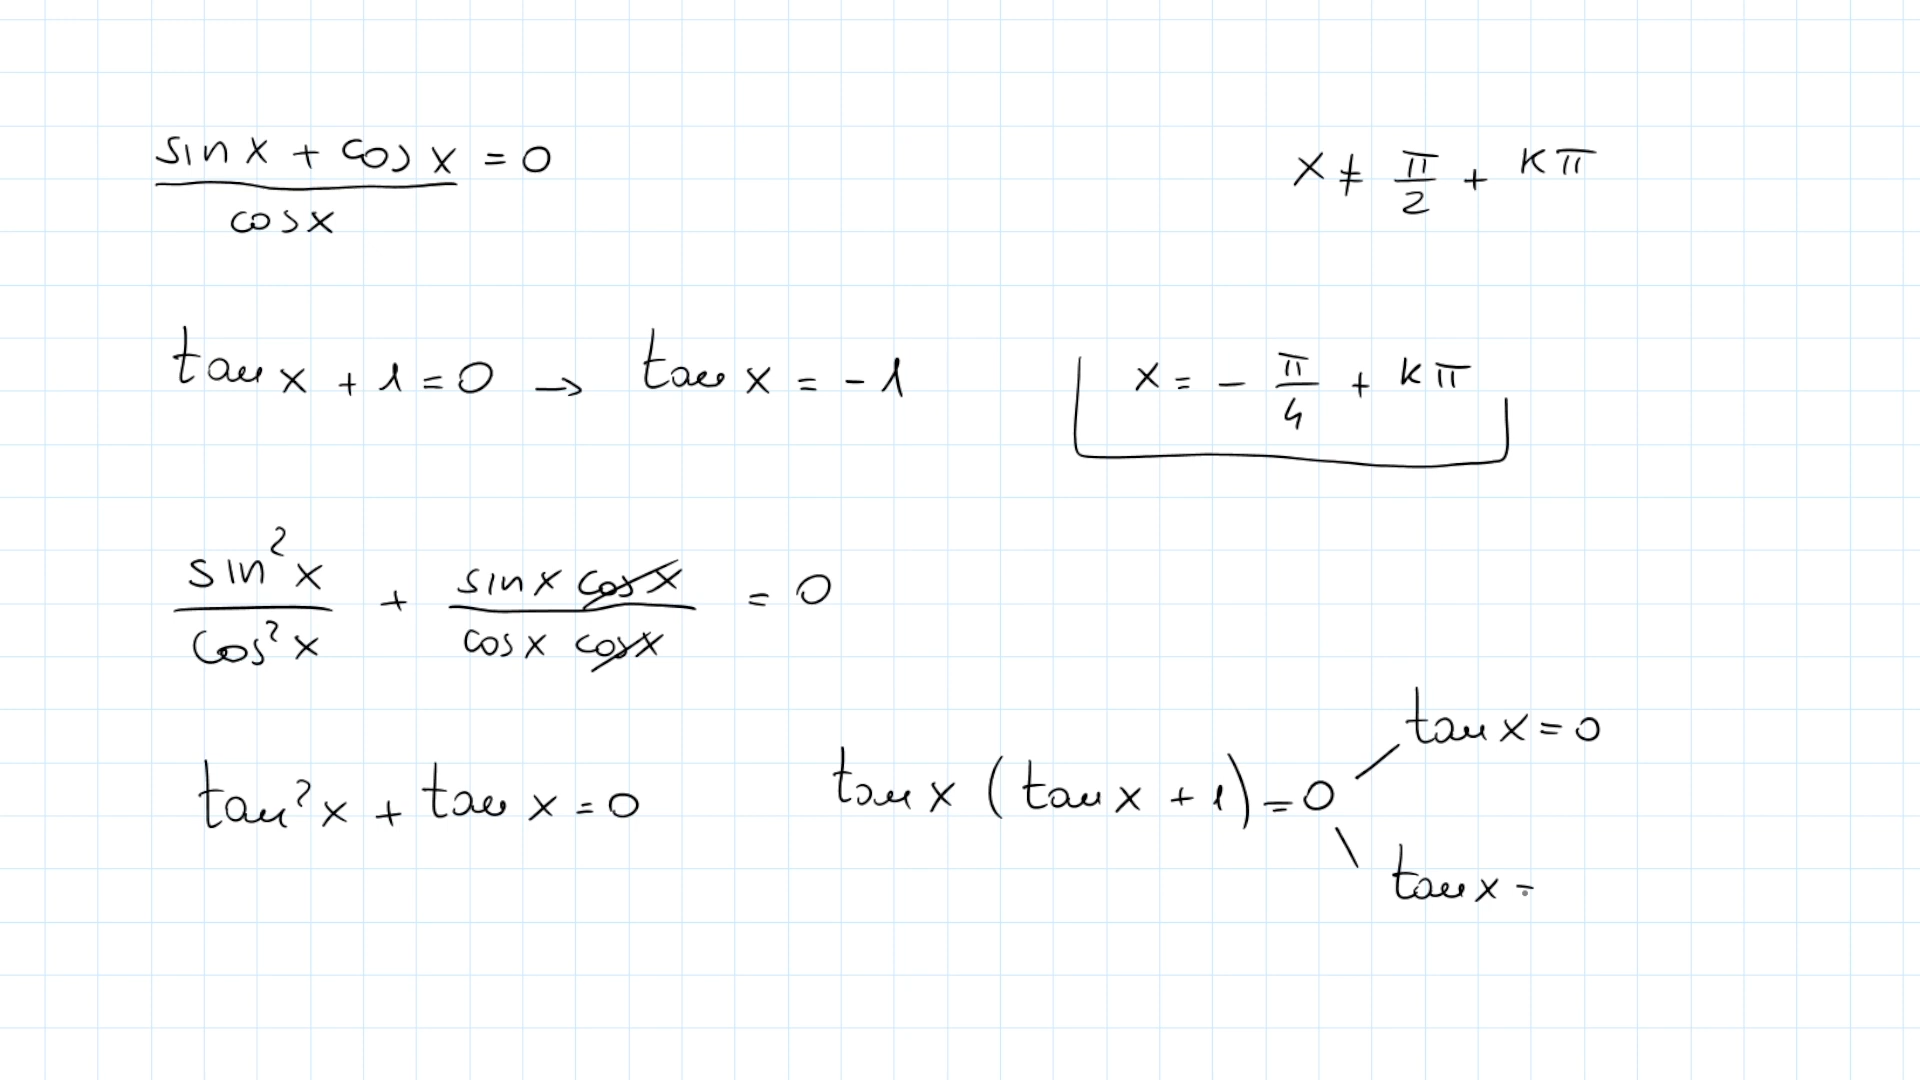 sin x + cos x = 0 x ≠ π/2 + kπ
cos x
tan x + 1 = 0 → tan x = -1 x = - π/4 + kπ
sin²x / cos²x + sin x cos x / cos x cos x = 0
tan x = 0
tan²x + tan x = 0 tan x (tan x + 1) = 0
tan x =